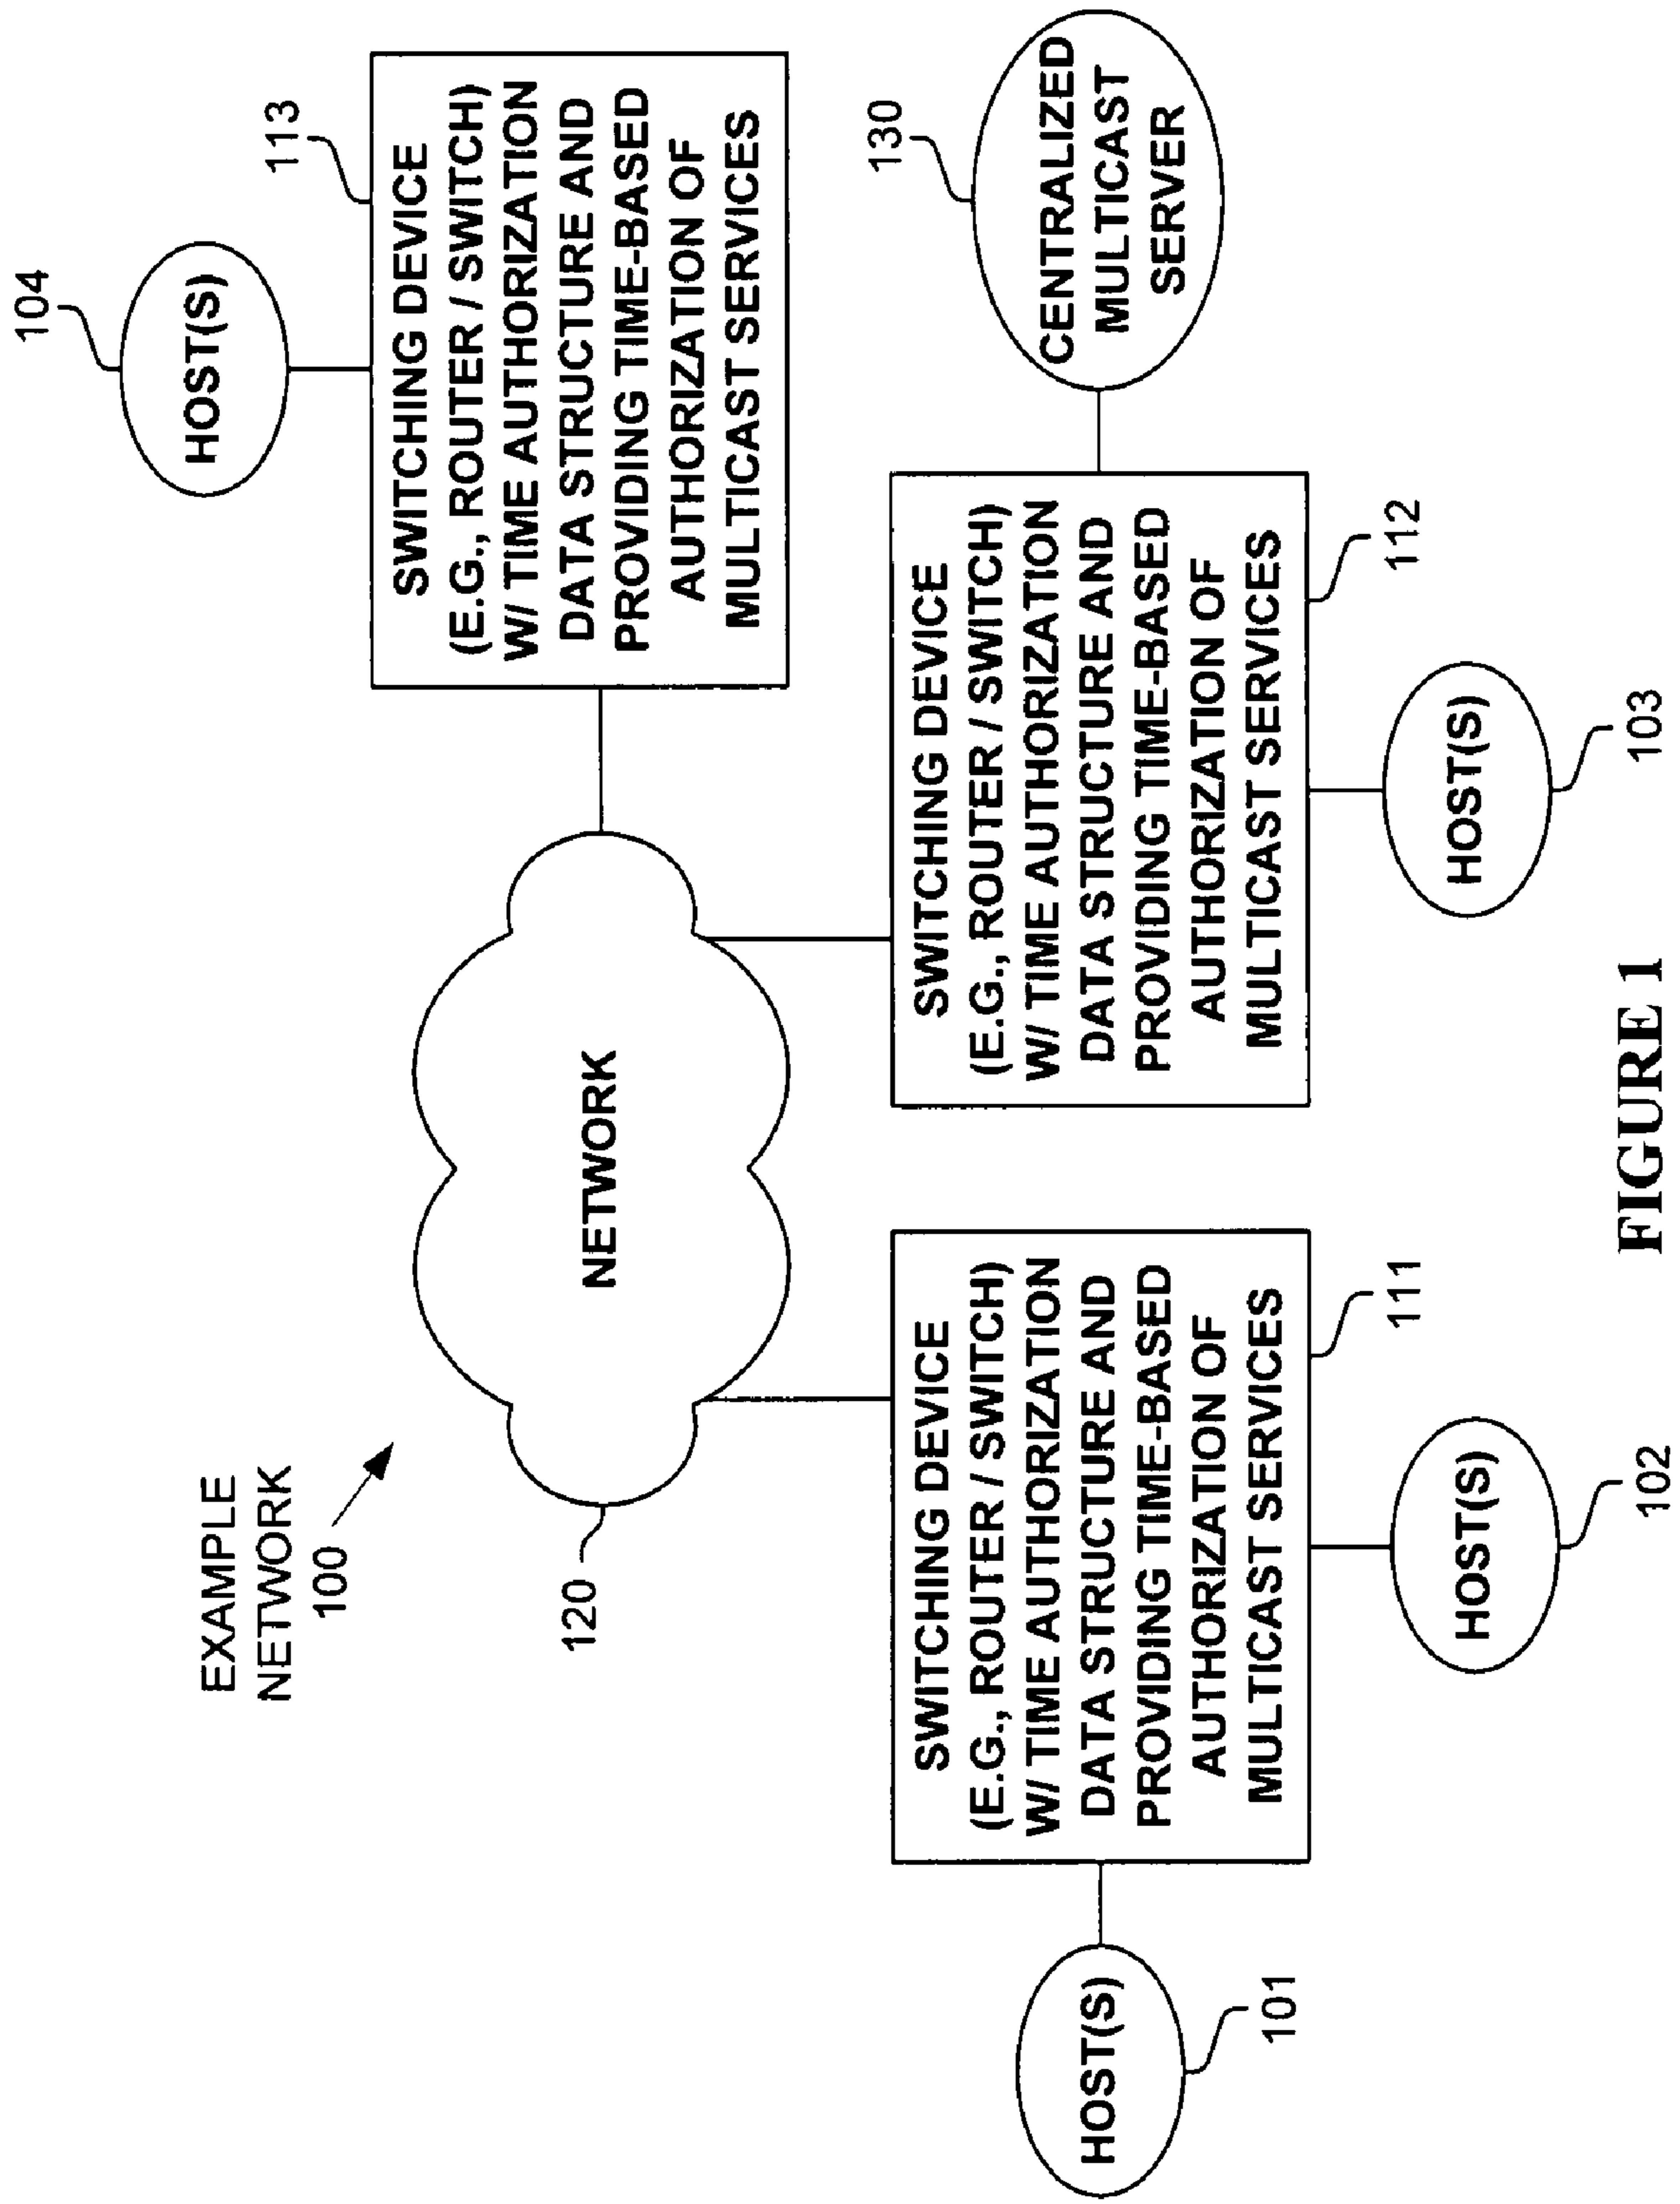 EXAMPLE
NETWORK
100
120
NETWORK
104
HOST(S)
113
SWITCHING DEVICE
(E.G., ROUTER / SWITCH)
W/ TIME AUTHORIZATION
DATA STRUCTURE AND
PROVIDING TIME-BASED
AUTHORIZATION OF
MULTICAST SERVICES
HOST(S)
101
SWITCHING DEVICE
(E.G., ROUTER / SWITCH)
W/ TIME AUTHORIZATION
DATA STRUCTURE AND
PROVIDING TIME-BASED
AUTHORIZATION OF
MULTICAST SERVICES
111
HOST(S)
102
SWITCHING DEVICE
(E.G., ROUTER / SWITCH)
W/ TIME AUTHORIZATION
DATA STRUCTURE AND
PROVIDING TIME-BASED
AUTHORIZATION OF
MULTICAST SERVICES
112
HOST(S)
103
130
CENTRALIZED
MULTICAST
SERVER
FIGURE 1